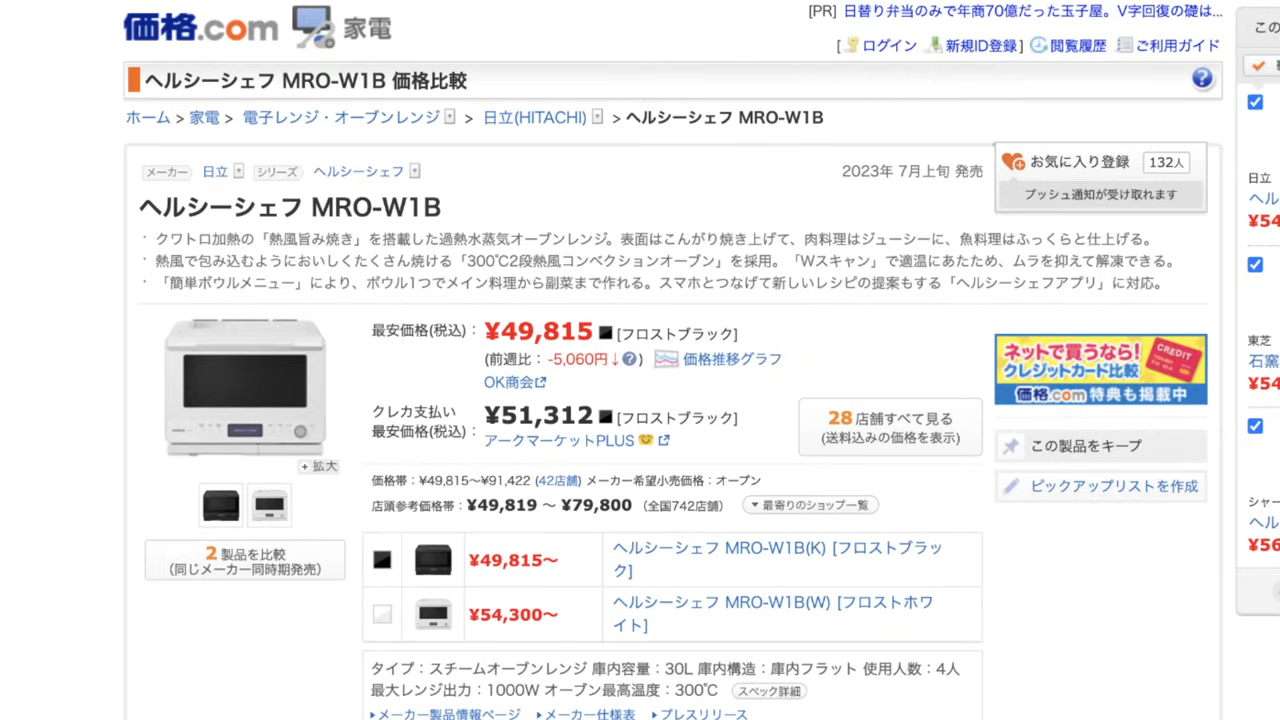 価格.com 家電
[PR] 日替り弁当のみで年商70億だった玉子屋。V字回復の礎は...
[ ログイン 新規ID登録 ] 閲覧履歴 ご利用ガイド
ヘルシーシェフ MRO-W1B 価格比較
ホーム > 家電 > 電子レンジ・オーブンレンジ > 日立(HITACHI) > ヘルシーシェフ MRO-W1B
メーカー 日立 シリーズ ヘルシーシェフ
2023年 7月上旬 発売
お気に入り登録 132人
プッシュ通知が受け取れます
ヘルシーシェフ MRO-W1B
・ クワトロ加熱の「熱風旨み焼き」を搭載した過熱水蒸気オーブンレンジ。表面はこんがり焼き上げて、肉料理はジューシーに、魚料理はふっくらと仕上げる。
・ 熱風で包み込むようにおいしくたくさん焼ける「300℃2段熱風コンベクションオーブン」を採用。「Wスキャン」で適温にあたため、ムラを抑えて解凍できる。
・ 「簡単ボウルメニュー」により、ボウル1つでメイン料理から副菜まで作れる。スマホとつなげて新しいレシピの提案もする「ヘルシーシェフアプリ」に対応。
+ 拡大
2 製品を比較
(同じメーカー同時期発売)
最安価格(税込)： ¥49,815 [フロストブラック]
(前週比： -5,060円↓ ) 価格推移グラフ
OK商会
クレカ支払い
最安価格(税込)： ¥51,312 [フロストブラック]
アークマーケットPLUS
28 店舗すべて見る
(送料込みの価格を表示)
価格帯：¥49,815～¥91,422 (42店舗) メーカー希望小売価格：オープン
店頭参考価格帯：¥49,819 ～ ¥79,800 （全国742店舗） ▼最寄りのショップ一覧
¥49,815～ ヘルシーシェフ MRO-W1B(K) [フロストブラッ
ク]
¥54,300～ ヘルシーシェフ MRO-W1B(W) [フロストホワ
イト]
タイプ：スチームオーブンレンジ 庫内容量：30L 庫内構造：庫内フラット 使用人数：4人
最大レンジ出力：1000W オーブン最高温度：300℃ スペック詳細
メーカー製品情報ページ メーカー仕様表 プレスリリース
ネットで買うなら!
クレジットカード比較
CREDIT
価格.com 特典も掲載中
この製品をキープ
ピックアップリストを作成
この
日立
ヘル
¥54
東芝
石窯
¥54
シャー
ヘル
¥56